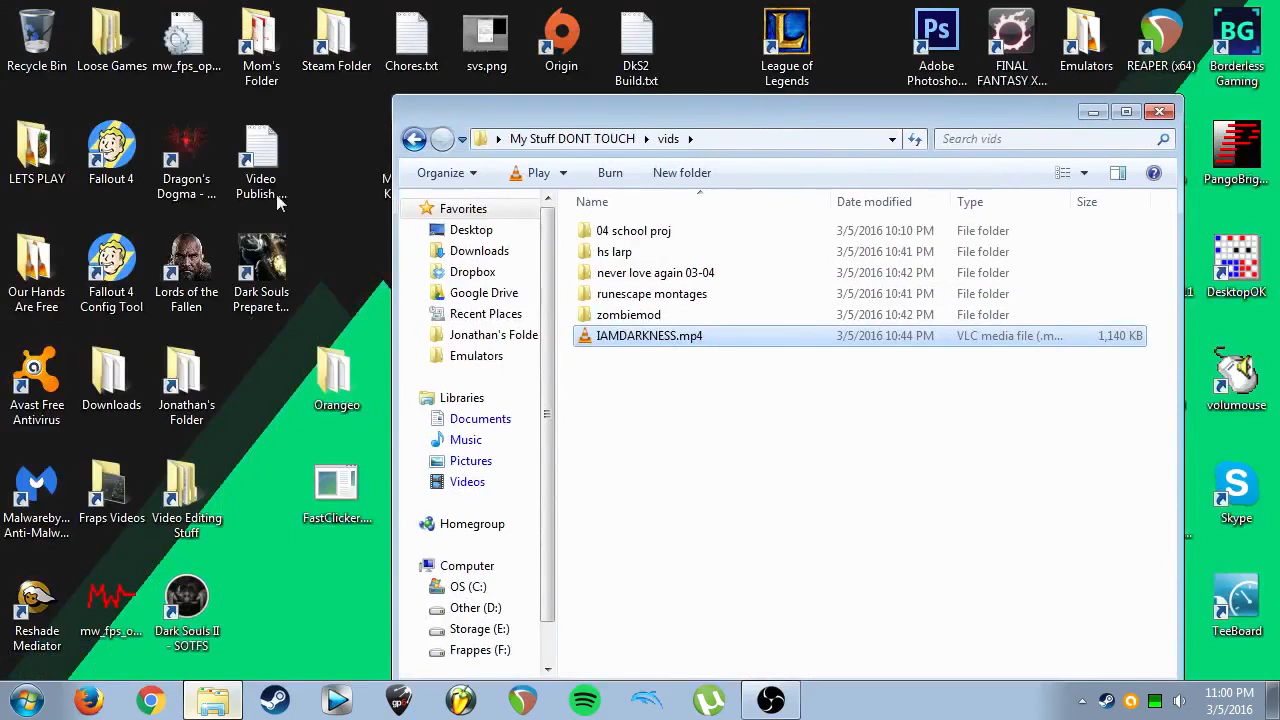 Recycle Bin
Loose Games
mw_fps_op...
Mom's
Folder
Steam Folder
Chores.txt
svs.png
Origin
DkS2
Build.txt
League of
Legends
Ps
Adobe
Photosho...
FINAL
FANTASY X...
Emulators
REAPER (x64)
BG
Borderless
Gaming
LETS PLAY
Fallout 4
Dragon's
Dogma - ...
Video
Publish...
PangoBrig...
Our Hands
Are Free
Fallout 4
Config Tool
Lords of the
Fallen
Dark Souls
Prepare t...
DesktopOK
Avast Free
Antivirus
Downloads
Jonathan's
Folder
Orangeo
volumouse
Malwareby...
Anti-Malw...
Fraps Videos
Video Editing
Stuff
FastClicker....
Skype
Reshade
Mediator
mw_fps_o...
Dark Souls II
- SOTFS
TeeBoard
DONT TOUCH
vids
Search vids
Organize
Play
Burn
New folder
Favorites
Desktop
Downloads
Dropbox
Google Drive
Recent Places
Jonathan's Folde
Emulators
Libraries
Documents
Music
Pictures
Videos
Homegroup
Computer
OS (C:)
Other (D:)
Storage (E:)
Frappes (F:)
Name Date modified Type Size
04 school proj 3/5/2016 10:10 PM File folder
hs larp 3/5/2016 10:41 PM File folder
never love again 03-04 3/5/2016 10:42 PM File folder
runescape montages 3/5/2016 10:41 PM File folder
zombiemod 3/5/2016 10:42 PM File folder
IAMDARKNESS.mp4 3/5/2016 10:44 PM VLC media file (.m... 1,140 KB
11:00 PM
3/5/2016